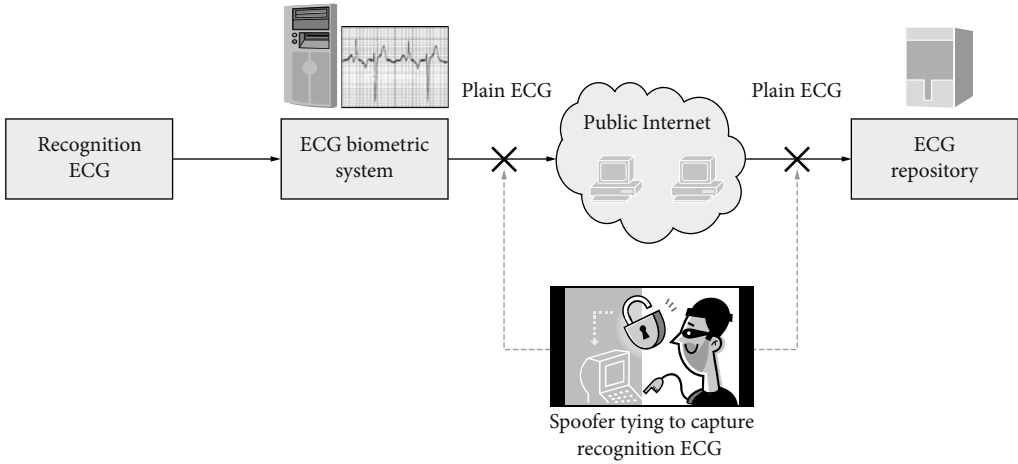 Recognition
ECG
ECG biometric
system
Plain ECG
Public Internet
Plain ECG
ECG
repository
Spoofer tying to capture
recognition ECG